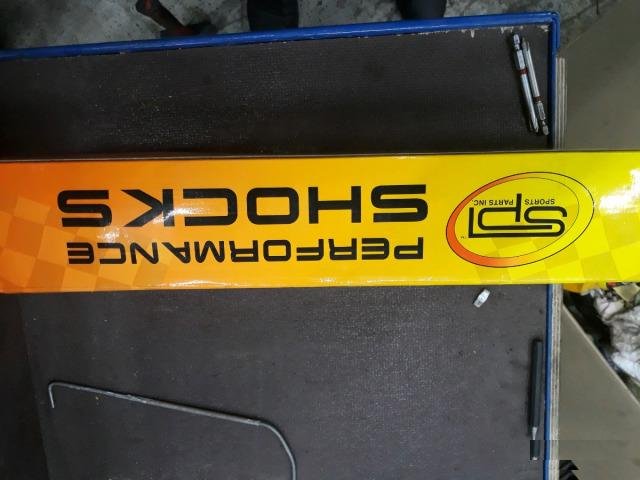 SPI
SPORTS PARTS INC.
PERFORMANCE
SHOCKS